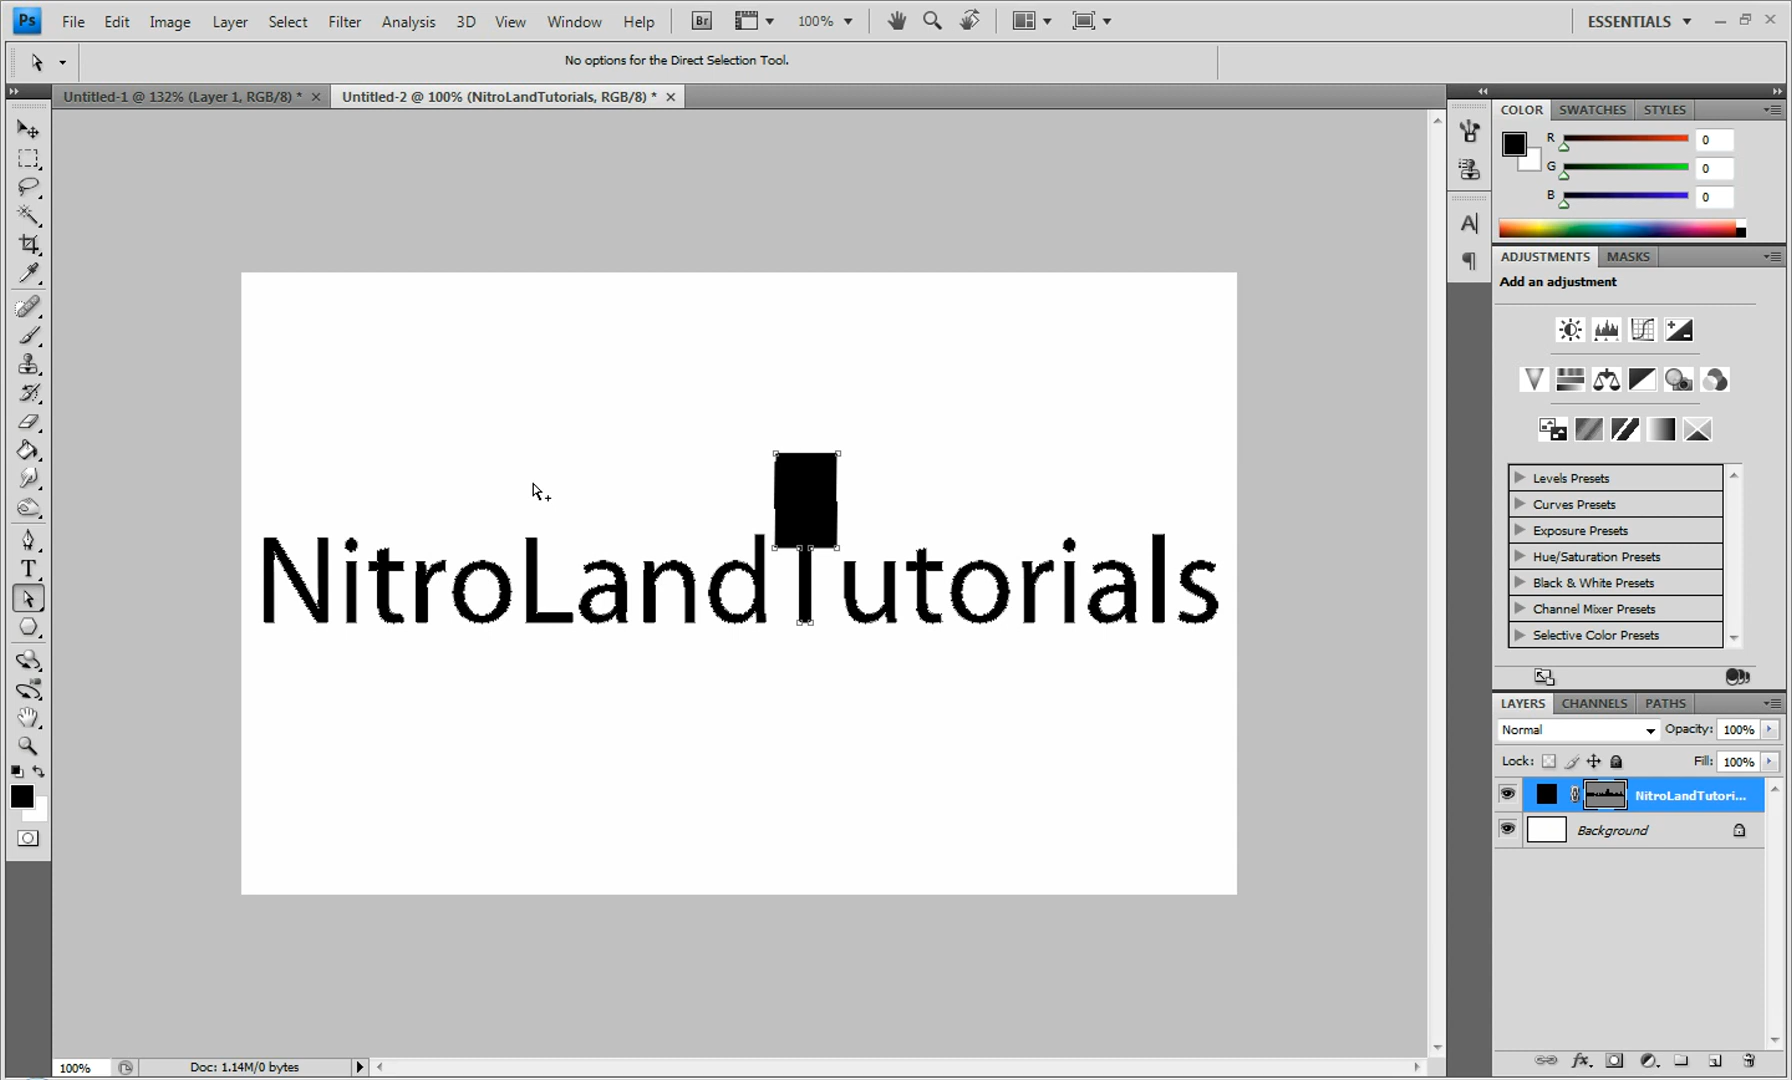 Ps File Edit Image Layer Select Filter Analysis 3D View Window Help Br 100% ESSENTIALS
No options for the Direct Selection Tool.
Untitled-1 @ 132% (Layer 1, RGB/8) * Untitled-2 @ 100% (NitroLandTutorials, RGB/8) *
COLOR SWATCHES STYLES
R 0
G 0
B 0
A
ADJUSTMENTS MASKS
Add an adjustment
Levels Presets
Curves Presets
Exposure Presets
Hue/Saturation Presets
Black & White Presets
Channel Mixer Presets
Selective Color Presets
NitroLandTutorials
T
LAYERS CHANNELS PATHS
Normal Opacity: 100%
Lock: Fill: 100%
NitroLandTutori...
Background
fx
100% Doc: 1.14M/0 bytes